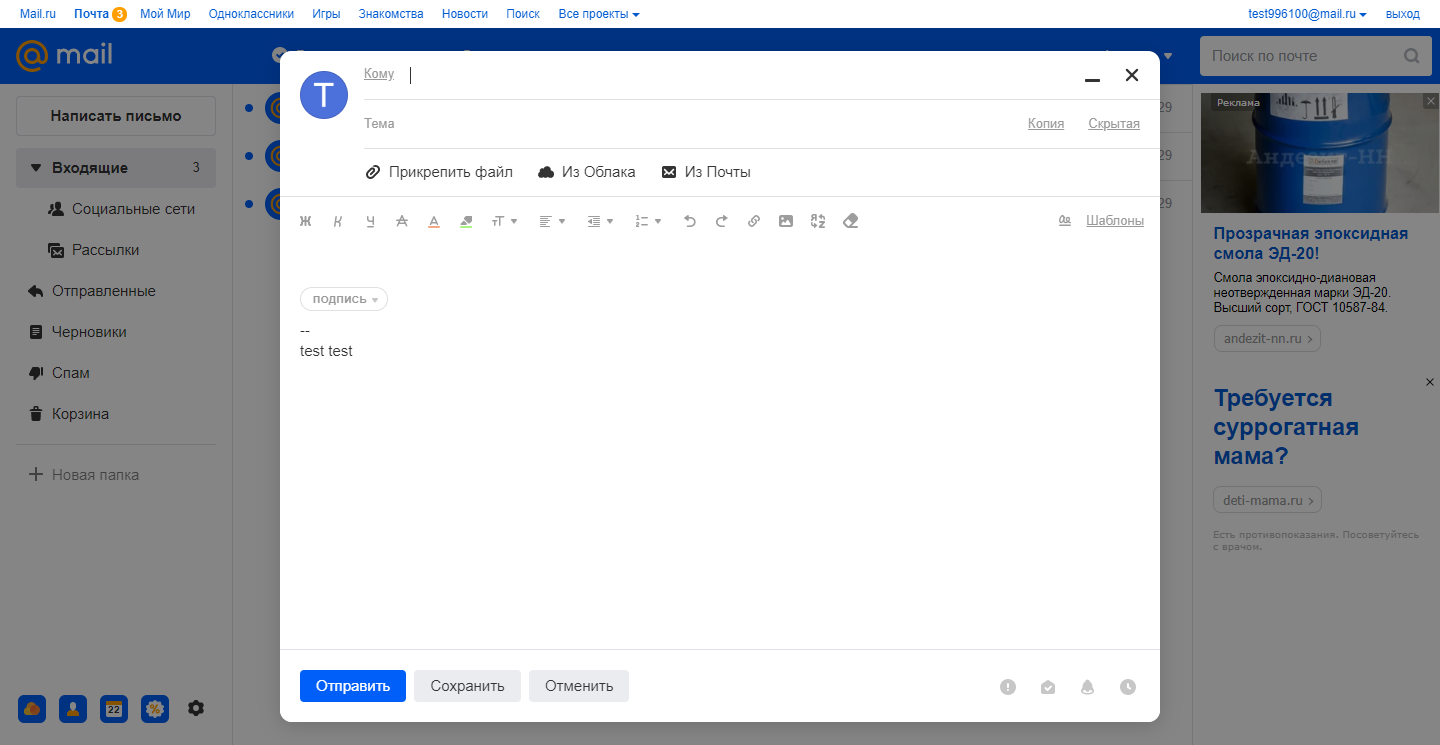 Mail.ru Почта 3 Мой Мир Одноклассники Игры Знакомства Новости Поиск Все проекты test996100@mail.ru выход
@mail
Поиск по почте
Написать письмо
Входящие 3
Социальные сети
Рассылки
Отправленные
Черновики
Спам
Корзина
Новая папка
22
T
Кому
Тема Копия Скрытая
Прикрепить файл Из Облака Из Почты
Ж К Ч А А тТ Шаблоны
ПОДПИСЬ
--
test test
Отправить Сохранить Отменить
29
29
29
Реклама
Андезит-НН
Прозрачная эпоксидная
смола ЭД-20!
Смола эпоксидно-диановая
неотвержденная марки ЭД-20.
Высший сорт, ГОСТ 10587-84.
andezit-nn.ru
Требуется
суррогатная
мама?
deti-mama.ru
Есть противопоказания. Посоветуйтесь
с врачом.